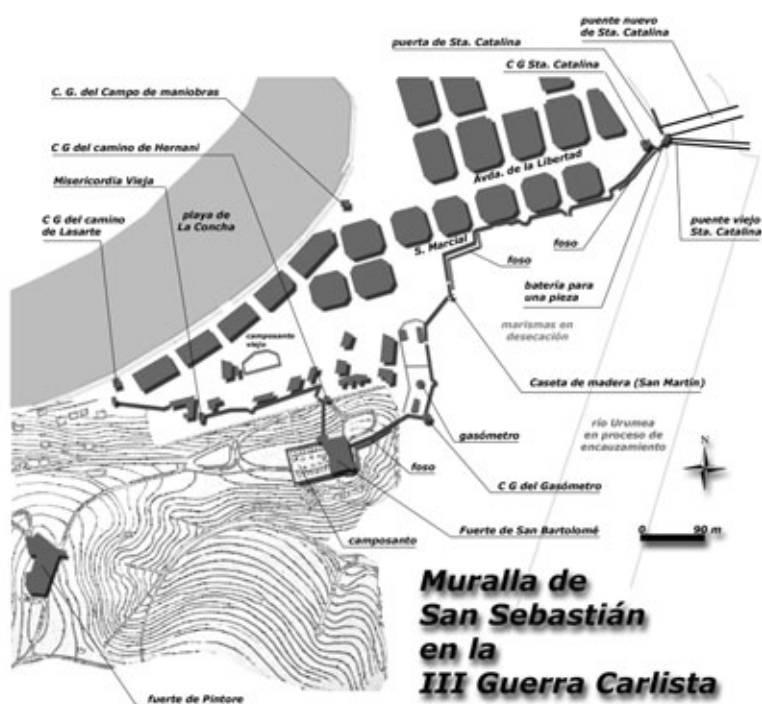 puente nuevo
de Sta. Catalina
puerta de Sta. Catalina
C G Sta. Catalina
C. G. del Campo de maniobras
C G del camino de Hernani
Misericordia Vieja
C G del camino
de Lasarte
playa de
La Concha
Avda. de la Libertad
S. Marcial
foso
foso
puente viejo
Sta. Catalina
batería para
una pieza
marismas en
desecación
camposanto
viejo
Caseta de madera (San Martín)
río Urumea
en proceso de
encauzamiento
gasómetro
N
foso
C G del Gasómetro
Fuerte de San Bartolomé
camposanto
0 90 m
Muralla de
San Sebastián
en la
III Guerra Carlista
fuerte de Pintore